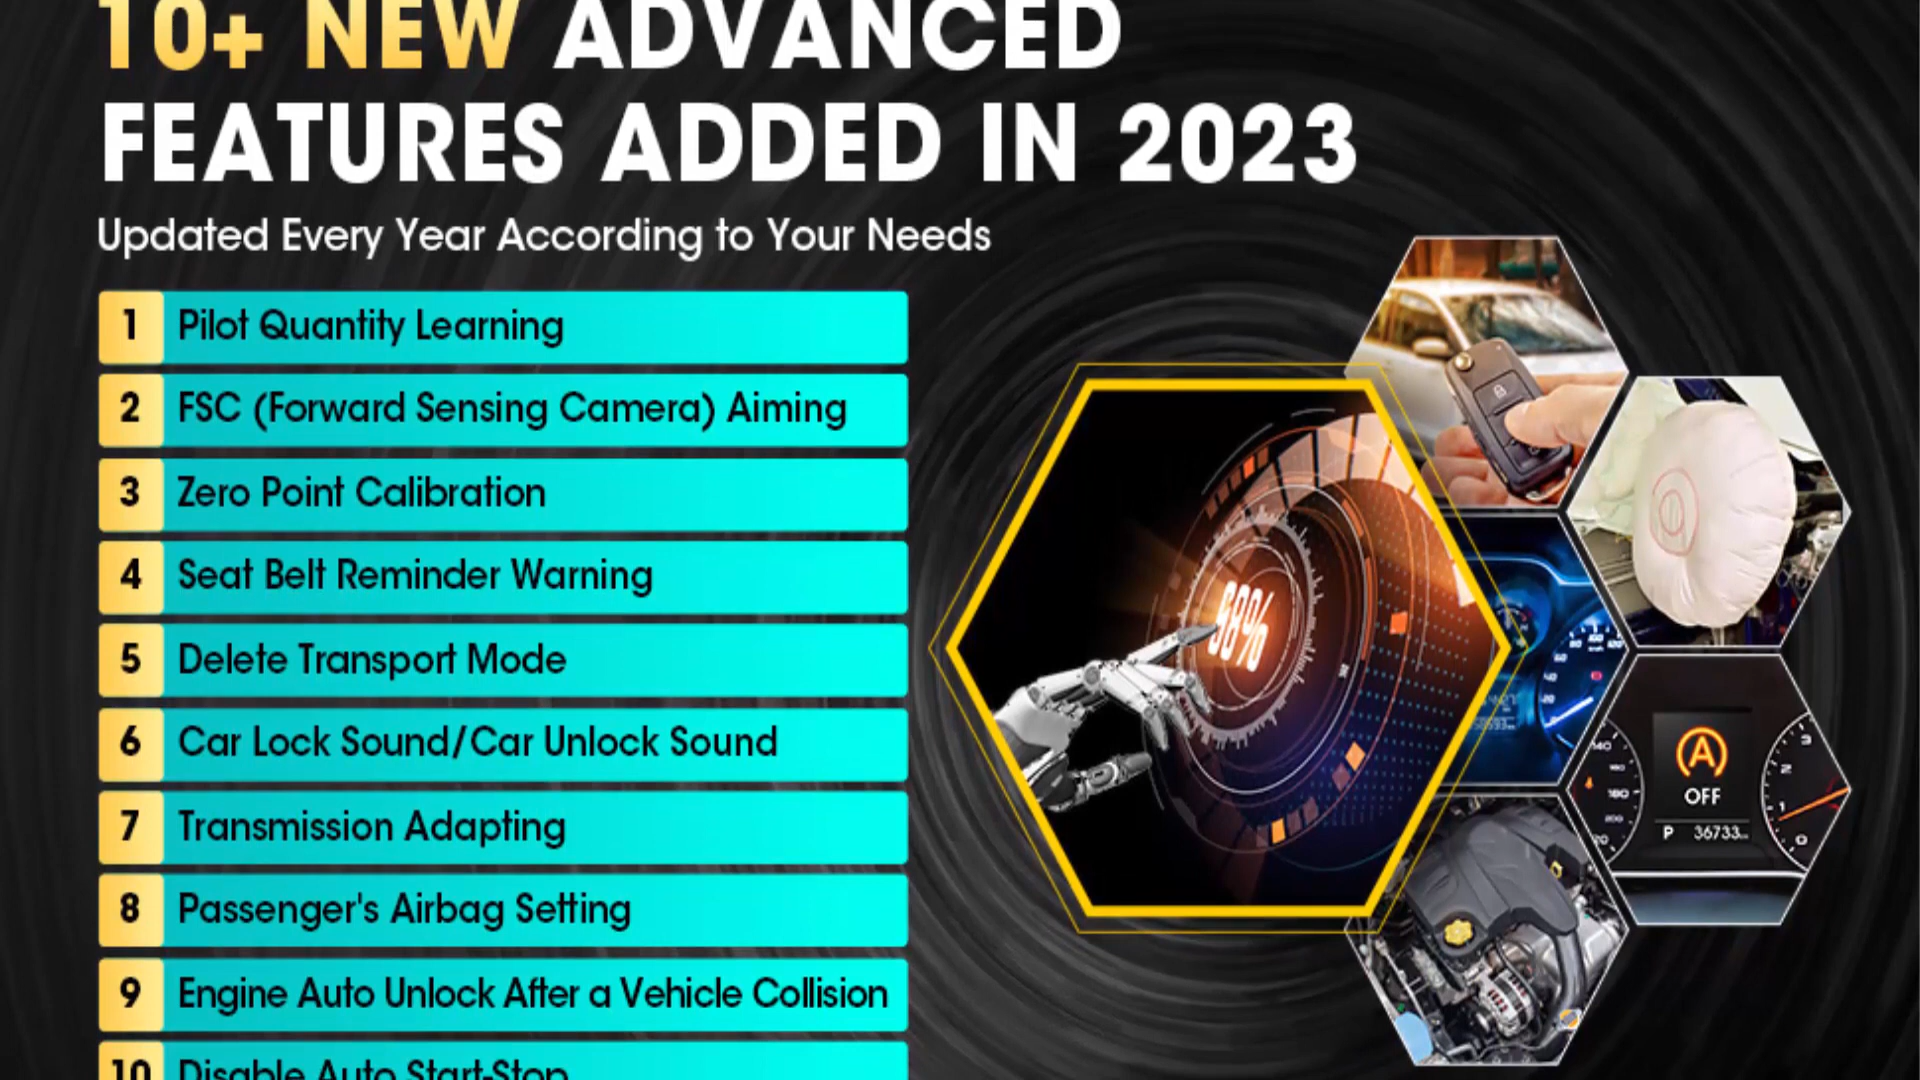 10+ NEW ADVANCED
FEATURES ADDED IN 2023
Updated Every Year According to Your Needs
1 Pilot Quantity Learning
2 FSC (Forward Sensing Camera) Aiming
3 Zero Point Calibration
4 Seat Belt Reminder Warning
5 Delete Transport Mode
6 Car Lock Sound/Car Unlock Sound
7 Transmission Adapting
8 Passenger's Airbag Setting
9 Engine Auto Unlock After a Vehicle Collision
10 Disable Auto Start-Stop
A
OFF
P 36733